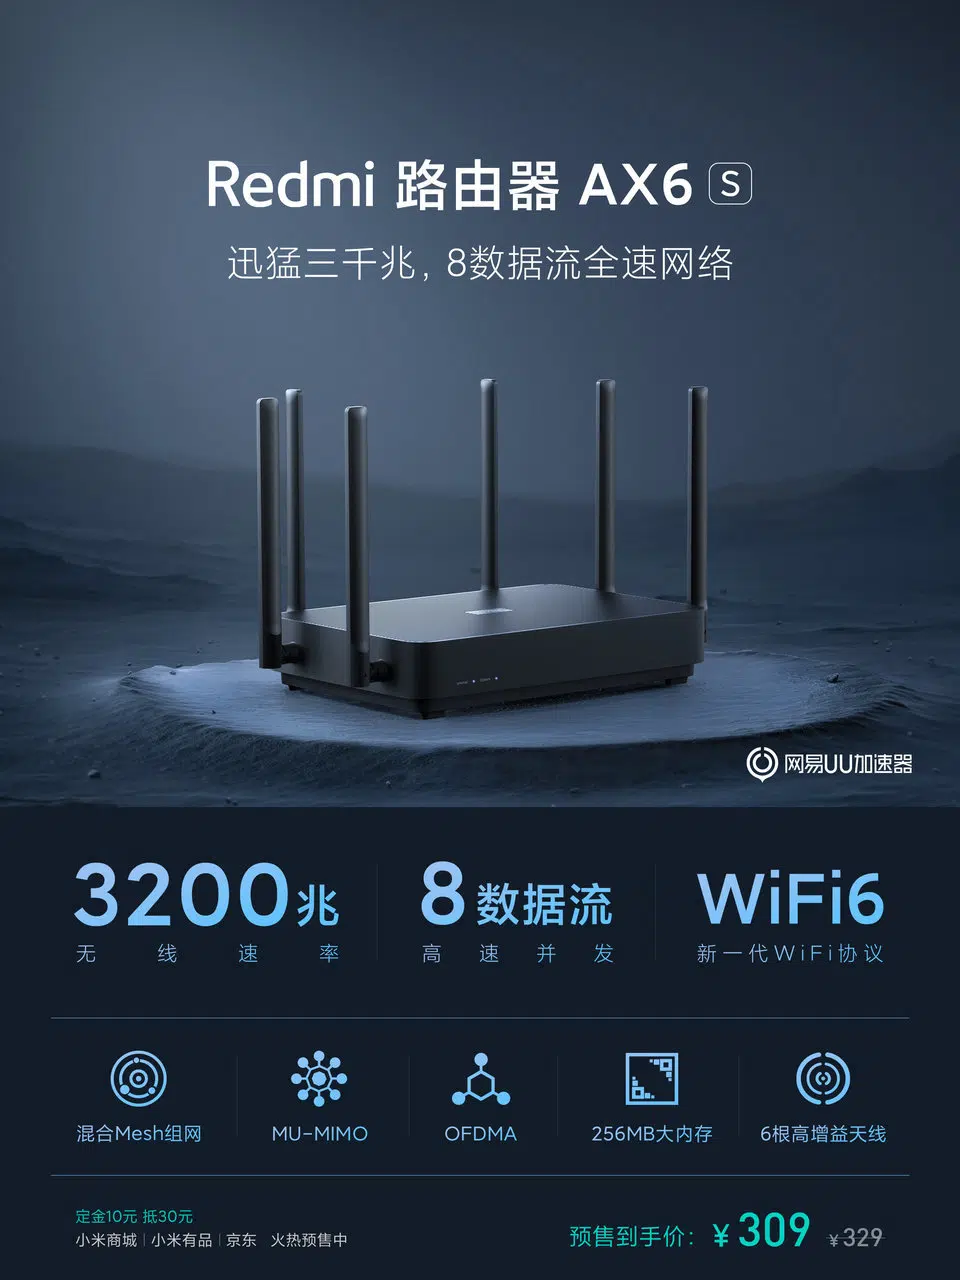 Redmi 路由器 AX6 S
迅猛三千兆，8数据流全速网络
网易UU加速器
3200兆
无线速率
8数据流
高速并发
WiFi6
新一代WiFi协议
混合Mesh组网
MU-MIMO
OFDMA
256MB大内存
6根高增益天线
定金10元 抵30元
小米商城 | 小米有品 | 京东 火热预售中
预售到手价：¥309 ¥329